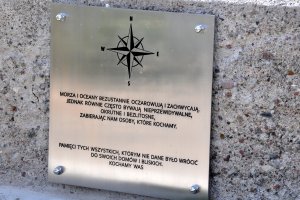 N
W E
S
MORZA I OCEANY BEZUSTANNIE OCZAROWUJĄ I ZACHWYCAJĄ,
JEDNAK RÓWNIE CZĘSTO BYWAJĄ NIEPRZEWIDYWALNE,
OKRUTNE I BEZLITOSNE,
ZABIERAJĄC NAM OSOBY, KTÓRE KOCHAMY.
PAMIĘCI TYCH WSZYSTKICH, KTÓRYM NIE DANE BYŁO WRÓCIĆ
DO SWOICH DOMÓW I BLISKICH.
KOCHAMY WAS